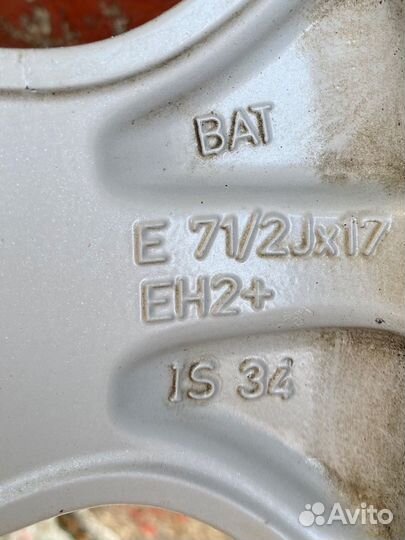 BAT
E 71/2Jx17
EH2+
IS 34
Avito